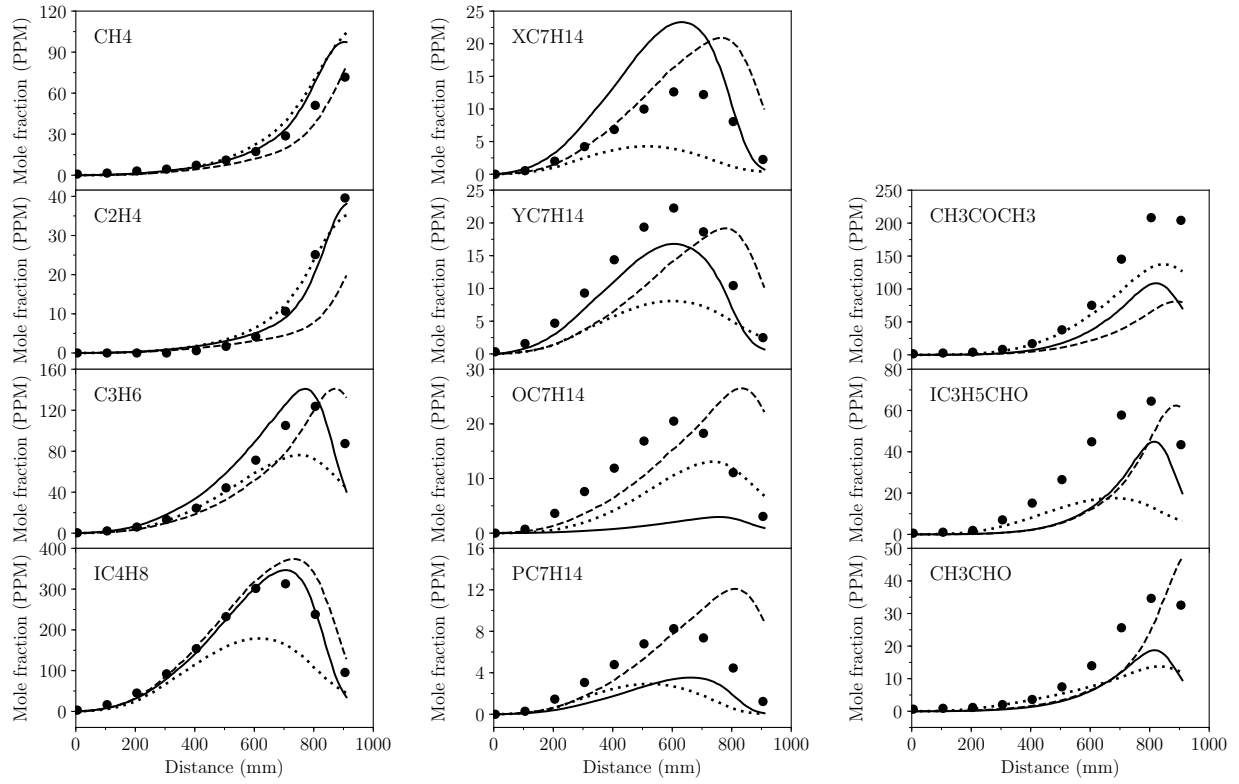 120
90
60
30
0
Mole fraction (PPM)
CH4
40
30
20
10
0
Mole fraction (PPM)
C2H4
160
120
80
40
0
Mole fraction (PPM)
C3H6
400
300
200
100
0
Mole fraction (PPM)
IC4H8
0 200 400 600 800 1000
Distance (mm)
25
20
15
10
5
0
Mole fraction (PPM)
XC7H14
25
20
15
10
5
0
Mole fraction (PPM)
YC7H14
30
20
10
0
Mole fraction (PPM)
OC7H14
16
12
8
4
0
Mole fraction (PPM)
PC7H14
0 200 400 600 800 1000
Distance (mm)
250
200
150
100
50
0
Mole fraction (PPM)
CH3COCH3
80
60
40
20
0
Mole fraction (PPM)
IC3H5CHO
50
40
30
20
10
0
Mole fraction (PPM)
CH3CHO
0 200 400 600 800 1000
Distance (mm)